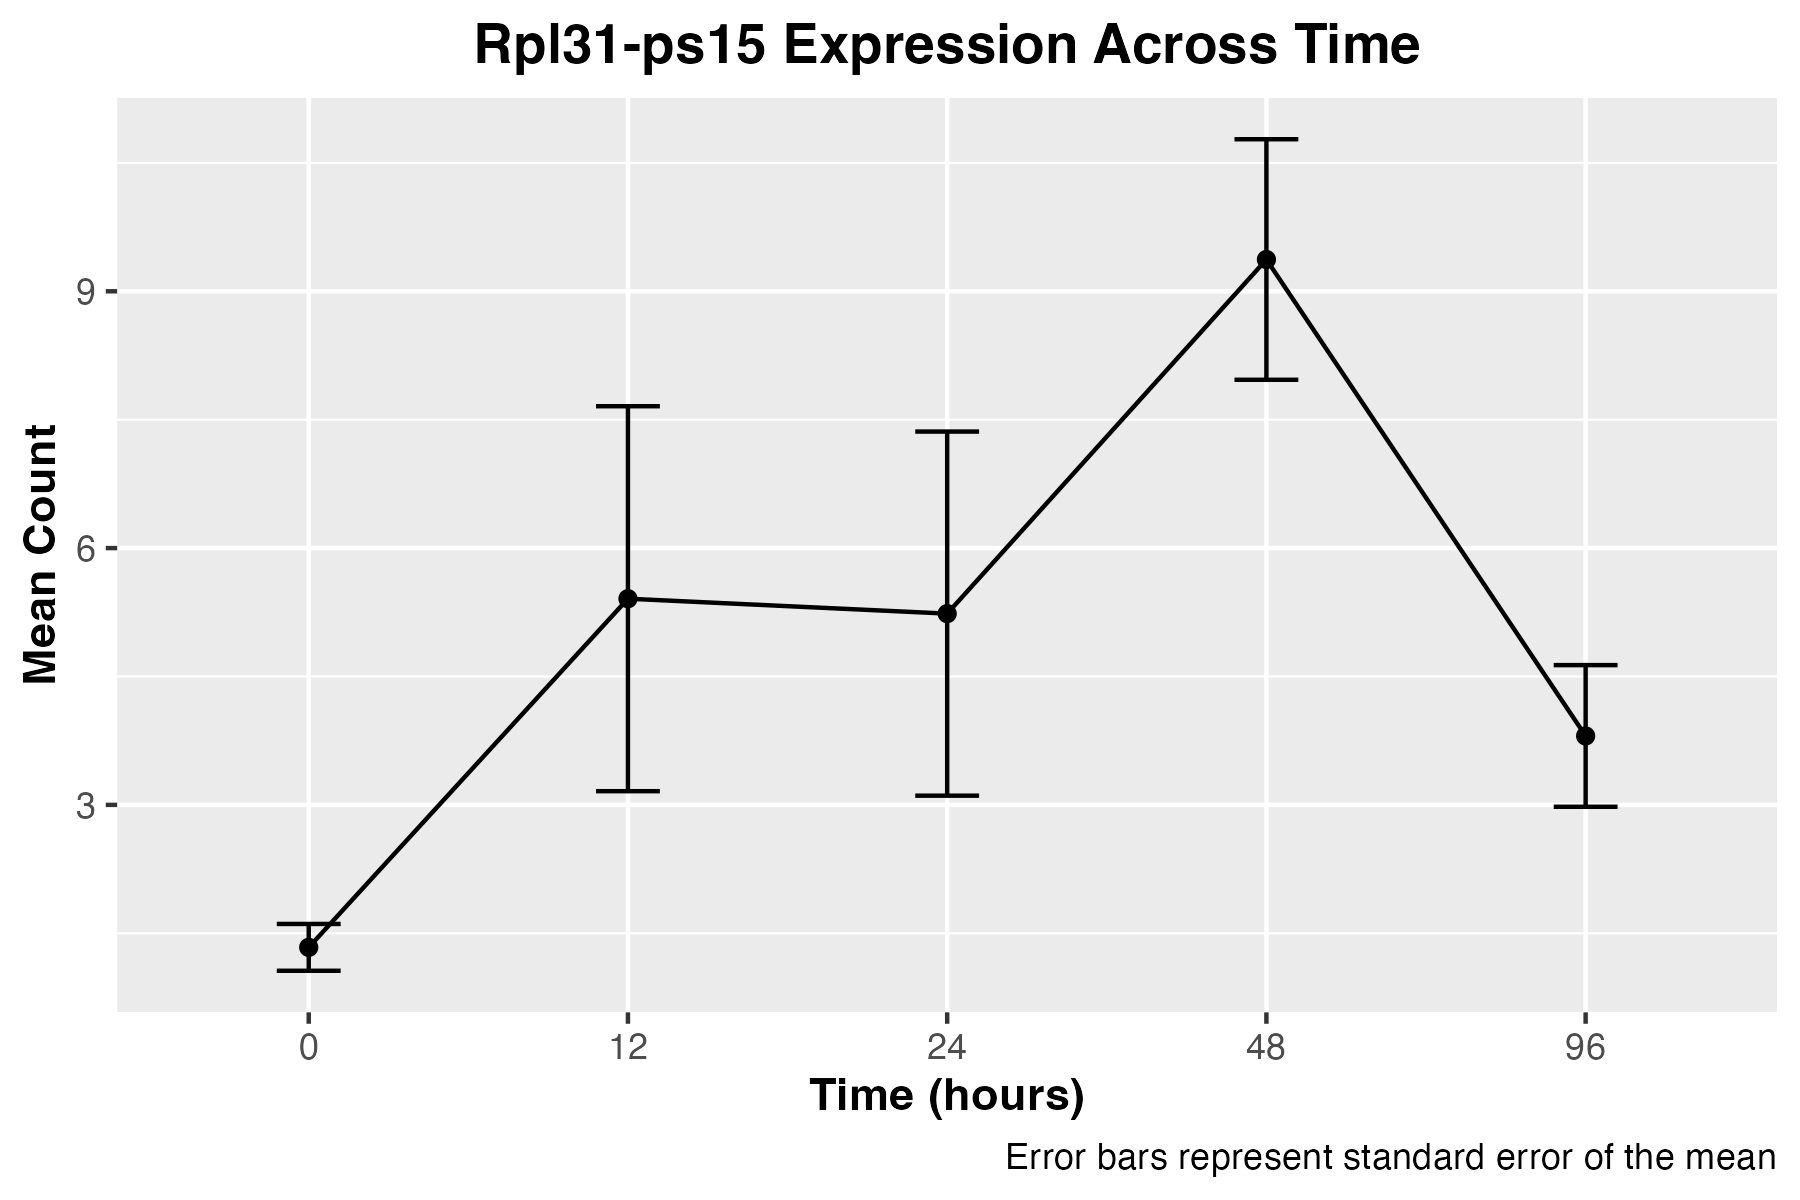 Rpl31-ps15 Expression Across Time
Mean Count
9
6
3
0 12 24 48 96
Time (hours)
Error bars represent standard error of the mean